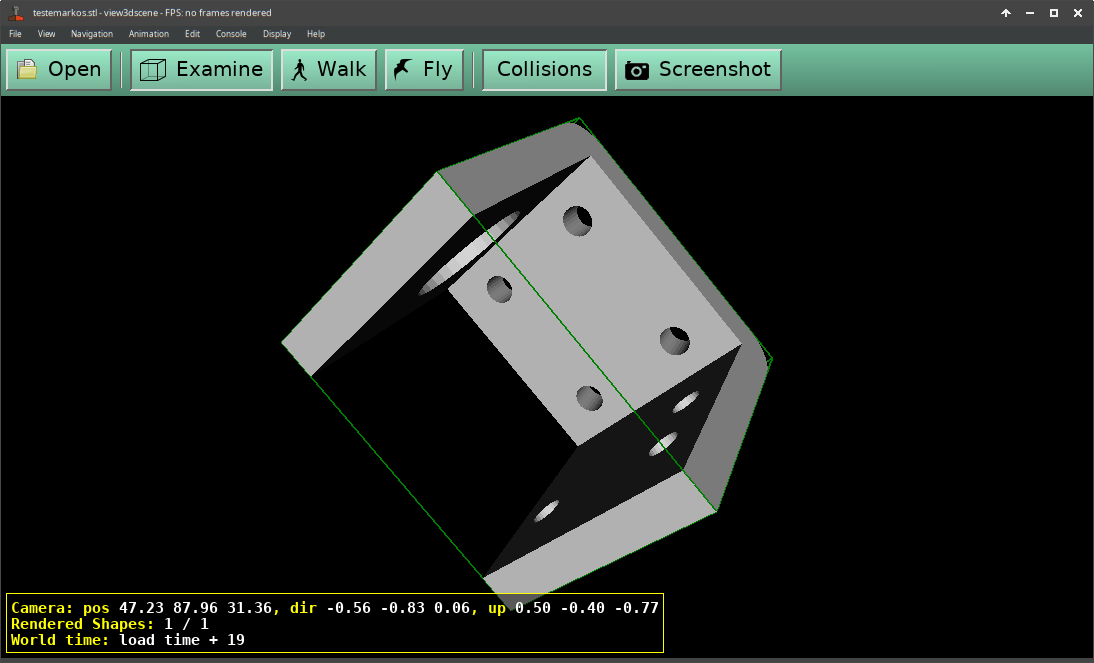 testemarkos.stl - view3dscene - FPS: no frames rendered
File View Navigation Animation Edit Console Display Help
Open Examine Walk Fly Collisions Screenshot
Camera: pos 47.23 87.96 31.36, dir -0.56 -0.83 0.06, up 0.50 -0.40 -0.77
Rendered Shapes: 1 / 1
World time: load time + 19